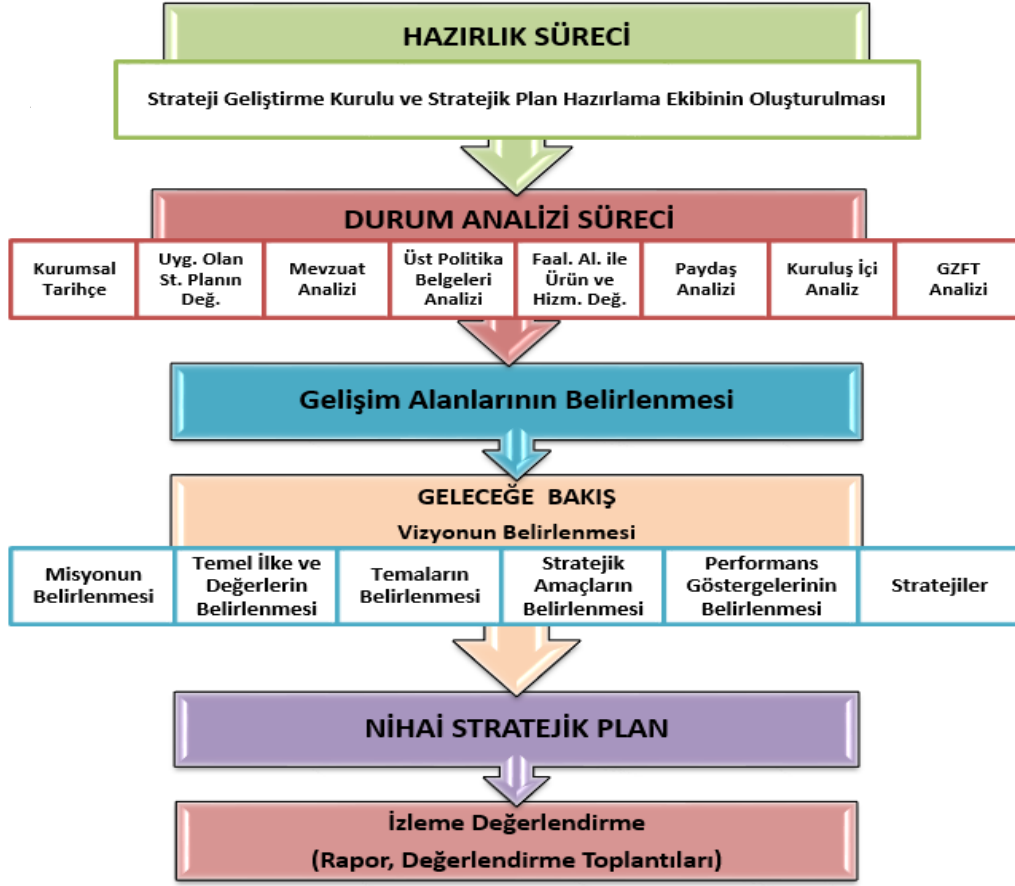 HAZIRLIK SÜRECİ
Strateji Geliştirme Kurulu ve Stratejik Plan Hazırlama Ekibinin Oluşturulması
DURUM ANALİZİ SÜRECİ
Kurumsal
Tarihçe
Uyg. Olan
St. Planın
Değ.
Mevzuat
Analizi
Üst Politika
Belgeleri
Analizi
Faal. Al. ile
Ürün ve
Hizm. Değ.
Paydaş
Analizi
Kuruluş İçi
Analiz
GZFT
Analizi
Gelişim Alanlarının Belirlenmesi
GELECEĞE BAKIŞ
Vizyonun Belirlenmesi
Misyonun
Belirlenmesi
Temel İlke ve
Değerlerin
Belirlenmesi
Temaların
Belirlenmesi
Stratejik
Amaçların
Belirlenmesi
Performans
Göstergelerinin
Belirlenmesi
Stratejiler
NİHAİ STRATEJİK PLAN
İzleme Değerlendirme
(Rapor, Değerlendirme Toplantıları)